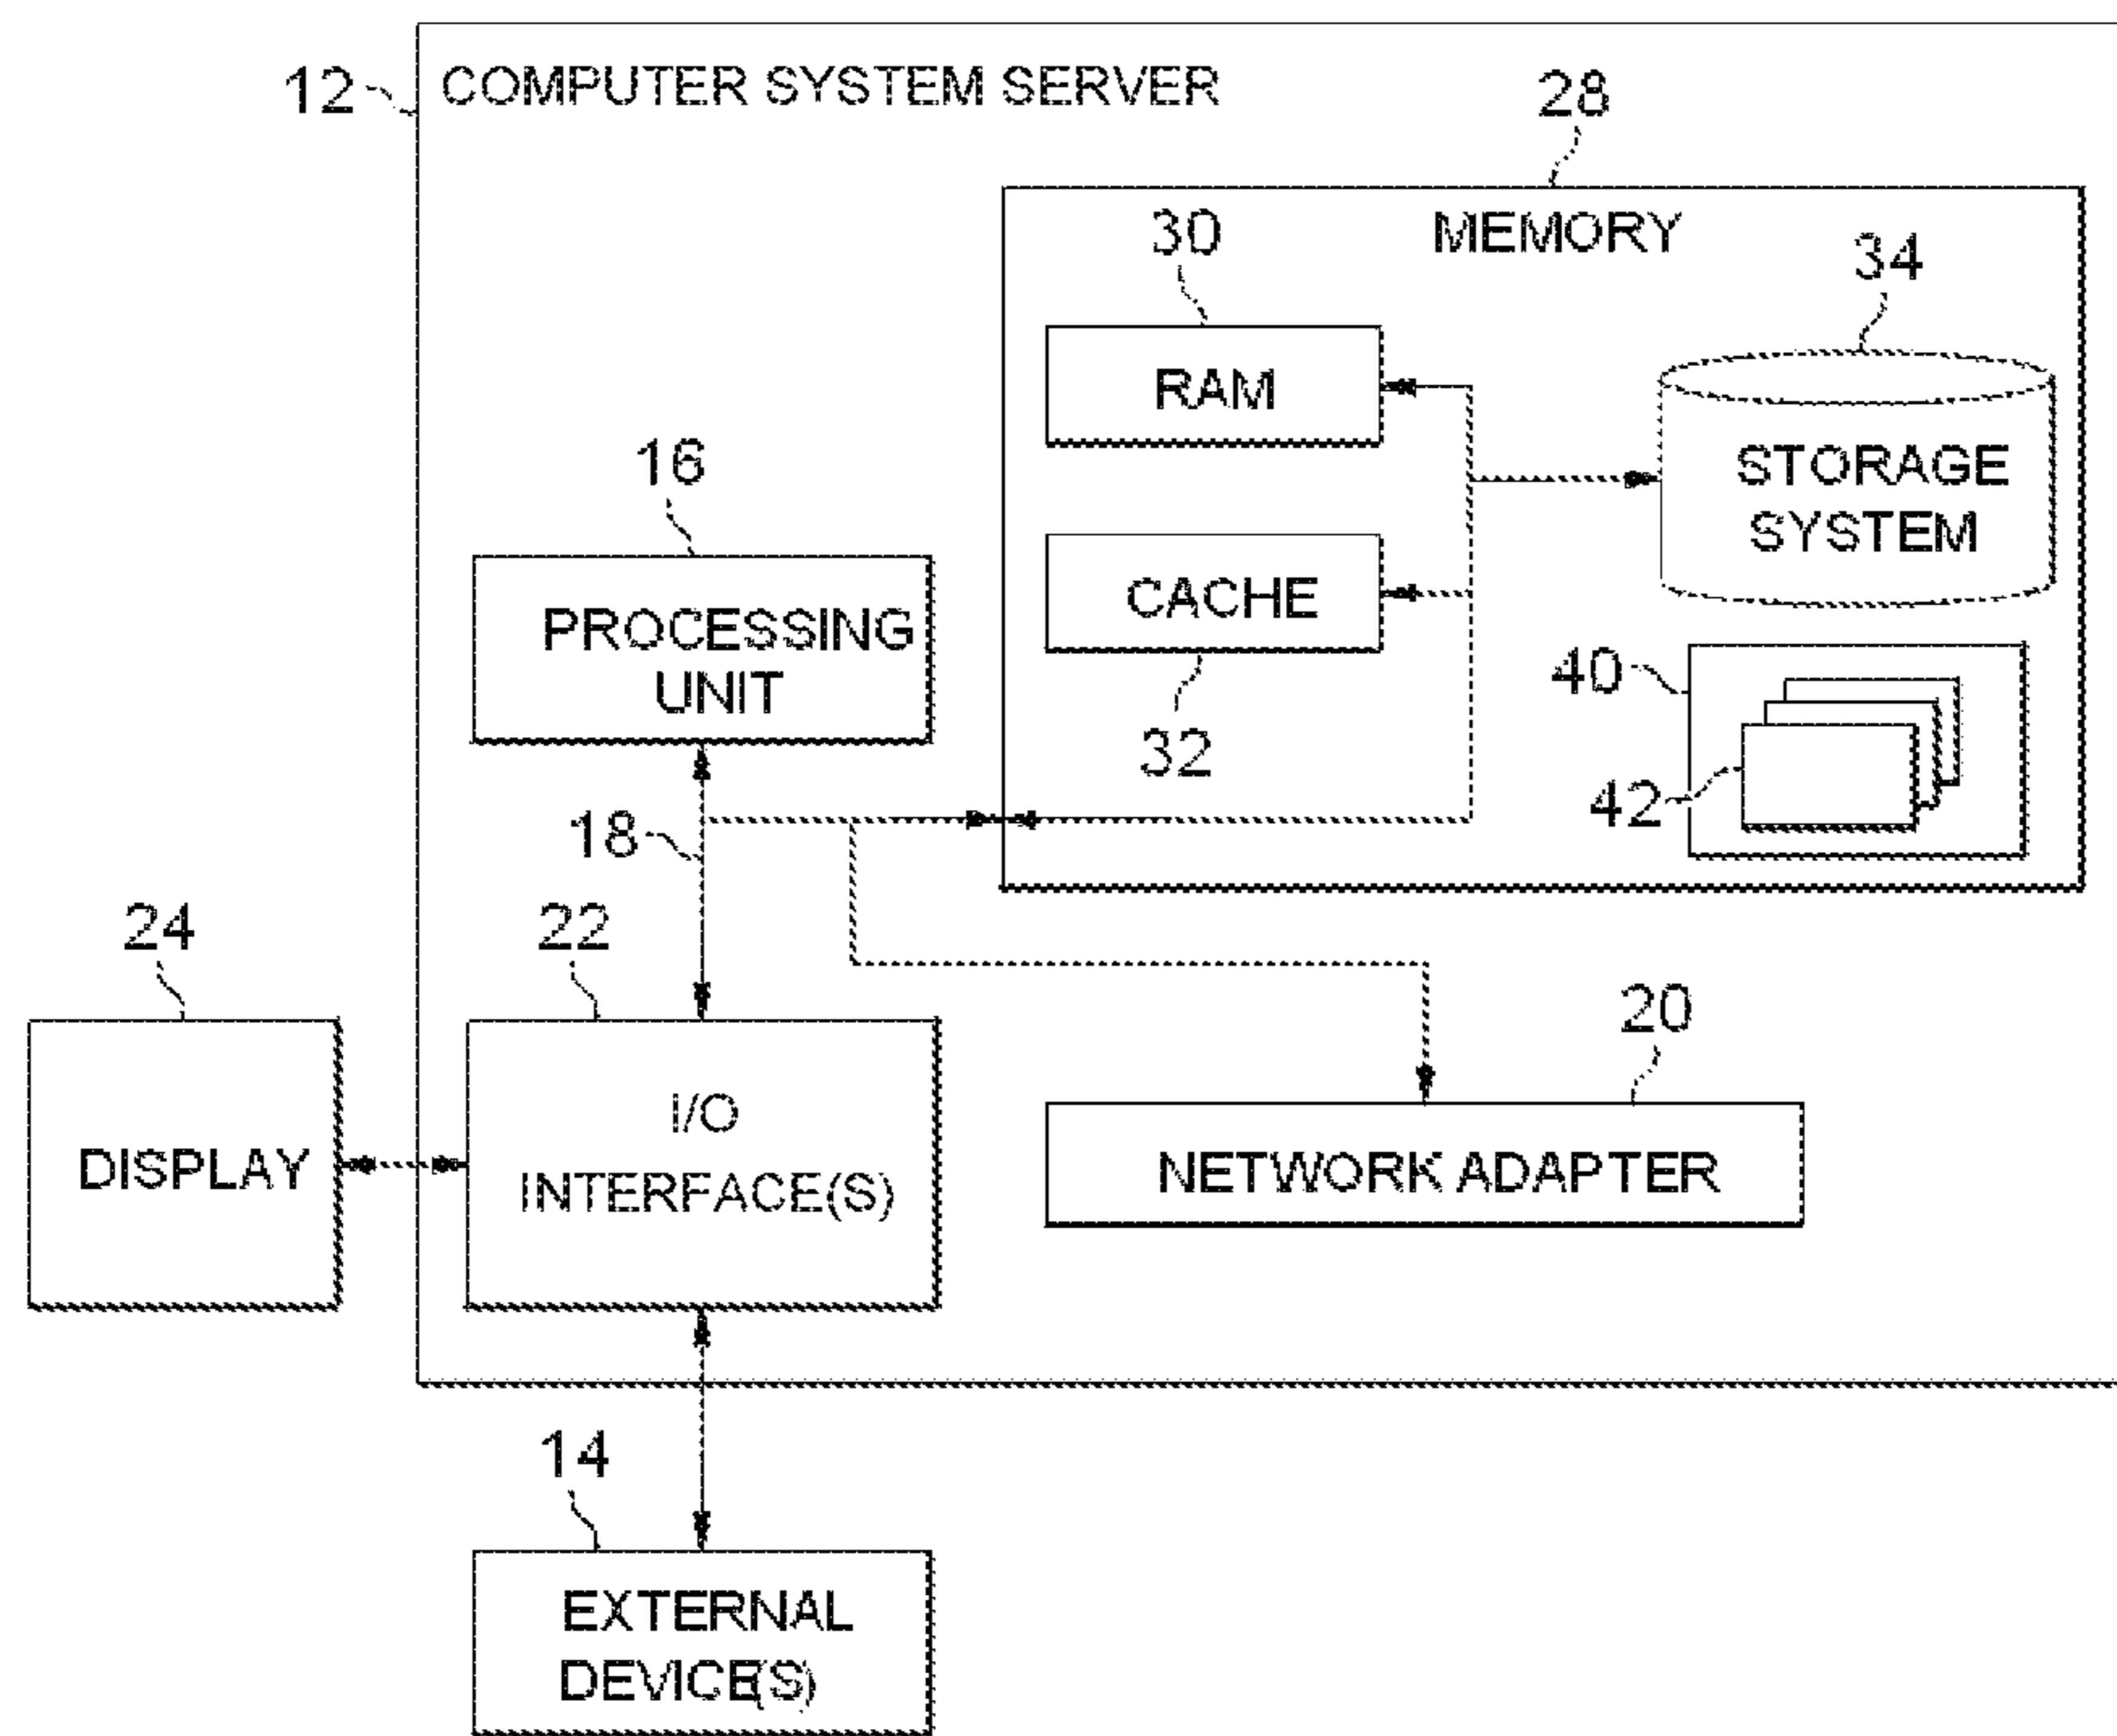 12
COMPUTER SYSTEM SERVER
28
MEMORY
30
34
RAM
STORAGE
SYSTEM
16
PROCESSING
UNIT
CACHE
32
40
42
18
24
22
20
DISPLAY
I/O
INTERFACE(S)
NETWORK ADAPTER
14
EXTERNAL
DEVICE(S)